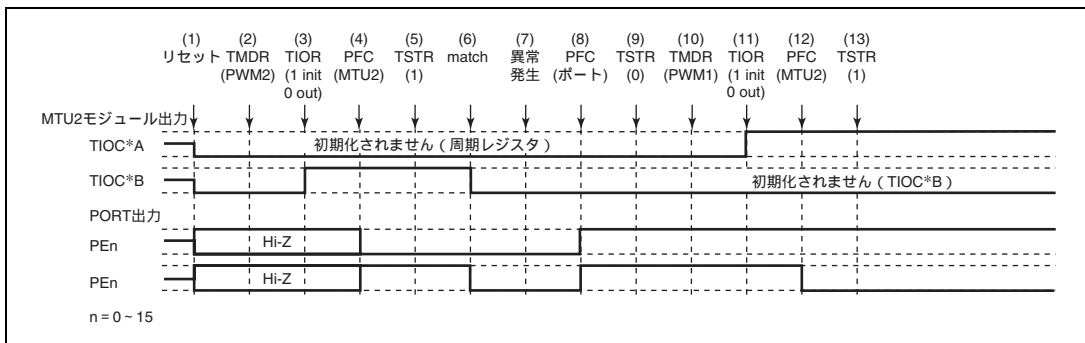 (1) (2) (3) (4) (5) (6) (7) (8) (9) (10) (11) (12) (13)
リセット TMDR TIOR PFC TSTR match 異常 PFC TSTR TMDR TIOR PFC TSTR
(PWM2) (1 init (MTU2) (1) 発生 (ポート) (0) (PWM1) (1 init (MTU2) (1)
0 out) 0 out)
MTU2モジュール出力
TIOC*A 初期化されません（周期レジスタ）
TIOC*B 初期化されません（TIOC*B）
PORT出力
PEn Hi-Z
PEn Hi-Z
n = 0 ~ 15